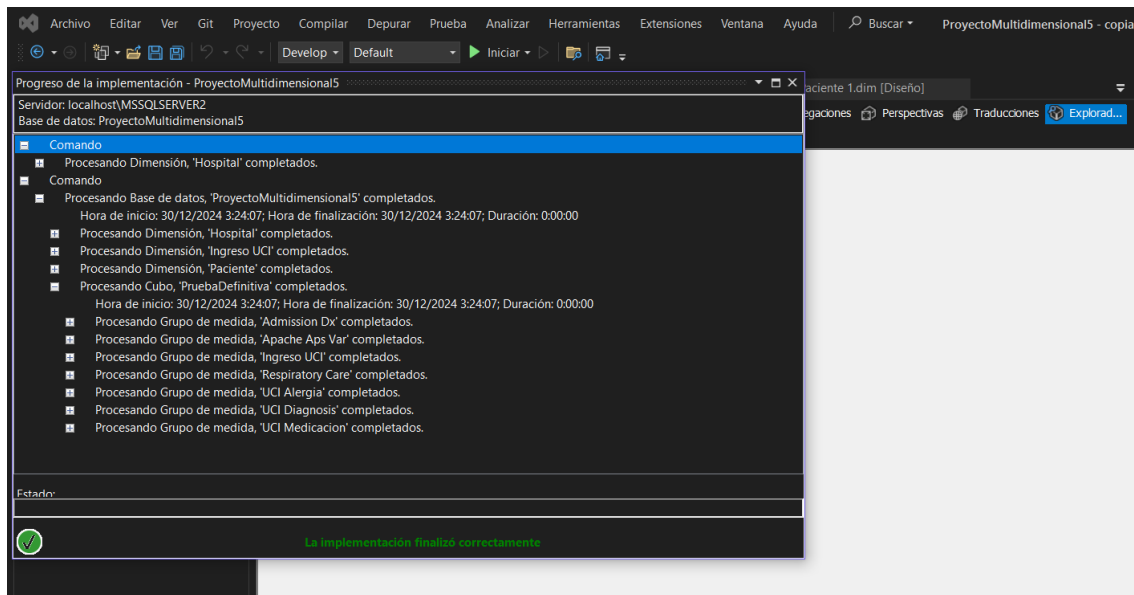 Archivo Editar Ver Git Proyecto Compilar Depurar Prueba Analizar Herramientas Extensiones Ventana Ayuda Buscar ProyectoMultidimensional5 - copia
Develop Default Iniciar
Progreso de la implementación - ProyectoMultidimensional5
aciente 1.dim [Diseño]
Servidor: localhost\MSSQLSERVER2
Base de datos: ProyectoMultidimensional5
egaciones Perspectivas Traducciones Explorad...
Comando
Procesando Dimensión, 'Hospital' completados.
Comando
Procesando Base de datos, 'ProyectoMultidimensional5' completados.
Hora de inicio: 30/12/2024 3:24:07; Hora de finalización: 30/12/2024 3:24:07; Duración: 0:00:00
Procesando Dimensión, 'Hospital' completados.
Procesando Dimensión, 'Ingreso UCI' completados.
Procesando Dimensión, 'Paciente' completados.
Procesando Cubo, 'PruebaDefinitiva' completados.
Hora de inicio: 30/12/2024 3:24:07; Hora de finalización: 30/12/2024 3:24:07; Duración: 0:00:00
Procesando Grupo de medida, 'Admission Dx' completados.
Procesando Grupo de medida, 'Apache Aps Var' completados.
Procesando Grupo de medida, 'Ingreso UCI' completados.
Procesando Grupo de medida, 'Respiratory Care' completados.
Procesando Grupo de medida, 'UCI Alergia' completados.
Procesando Grupo de medida, 'UCI Diagnosis' completados.
Procesando Grupo de medida, 'UCI Medicacion' completados.
Estado:
La implementación finalizó correctamente